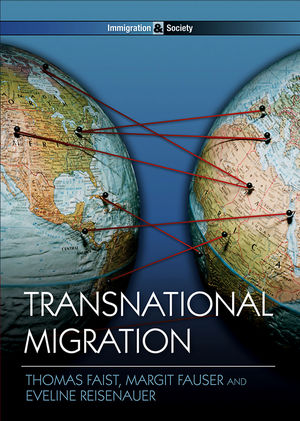 Immigration & Society
TRANSNATIONAL
MIGRATION
THOMAS FAIST, MARGIT FAUSER AND
EVELINE REISENAUER